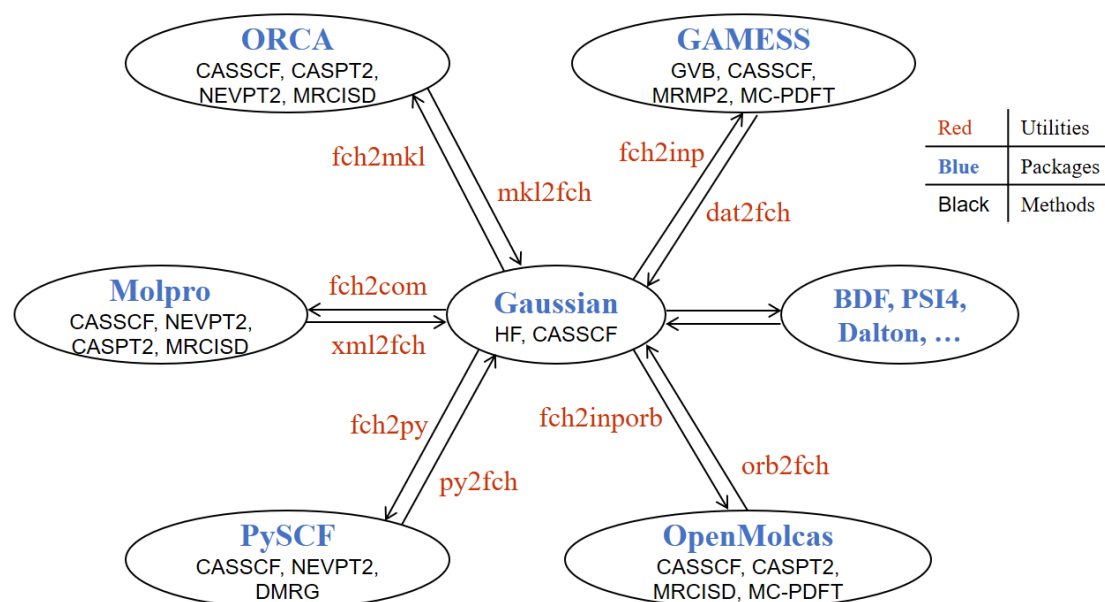 ORCA
CASSCF, CASPT2,
NEVPT2, MRCISD
GAMESS
GVB, CASSCF,
MRMP2, MC-PDFT
Red Utilities
Blue Packages
Black Methods
fch2mkl
mkl2fch
fch2inp
dat2fch
Molpro
CASSCF, NEVPT2,
CASPT2, MRCISD
fch2com
xml2fch
Gaussian
HF, CASSCF
BDF, PSI4,
Dalton, …
fch2py
py2fch
fch2inporb
orb2fch
PySCF
CASSCF, NEVPT2,
DMRG
OpenMolcas
CASSCF, CASPT2,
MRCISD, MC-PDFT